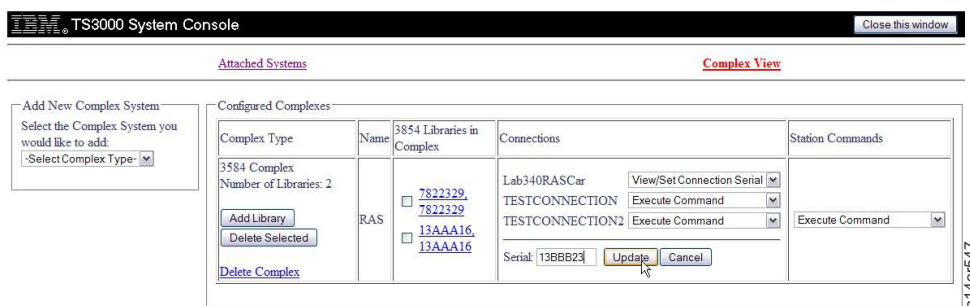 IBM® TS3000 System Console
Close this window
Attached Systems
Complex View
Add New Complex System
Select the Complex System you
would like to add:
-Select Complex Type-
Configured Complexes
Complex Type
Name
3854 Libraries in
Complex
Connections
Station Commands
3584 Complex
Number of Libraries: 2
Add Library
Delete Selected
Delete Complex
RAS
7822329,
7822329
13AAA16,
13AAA16
Lab340RASCar View/Set Connection Serial
TESTCONNECTION Execute Command
TESTCONNECTION2 Execute Command
Serial: 13BBB23 Update Cancel
Execute Command